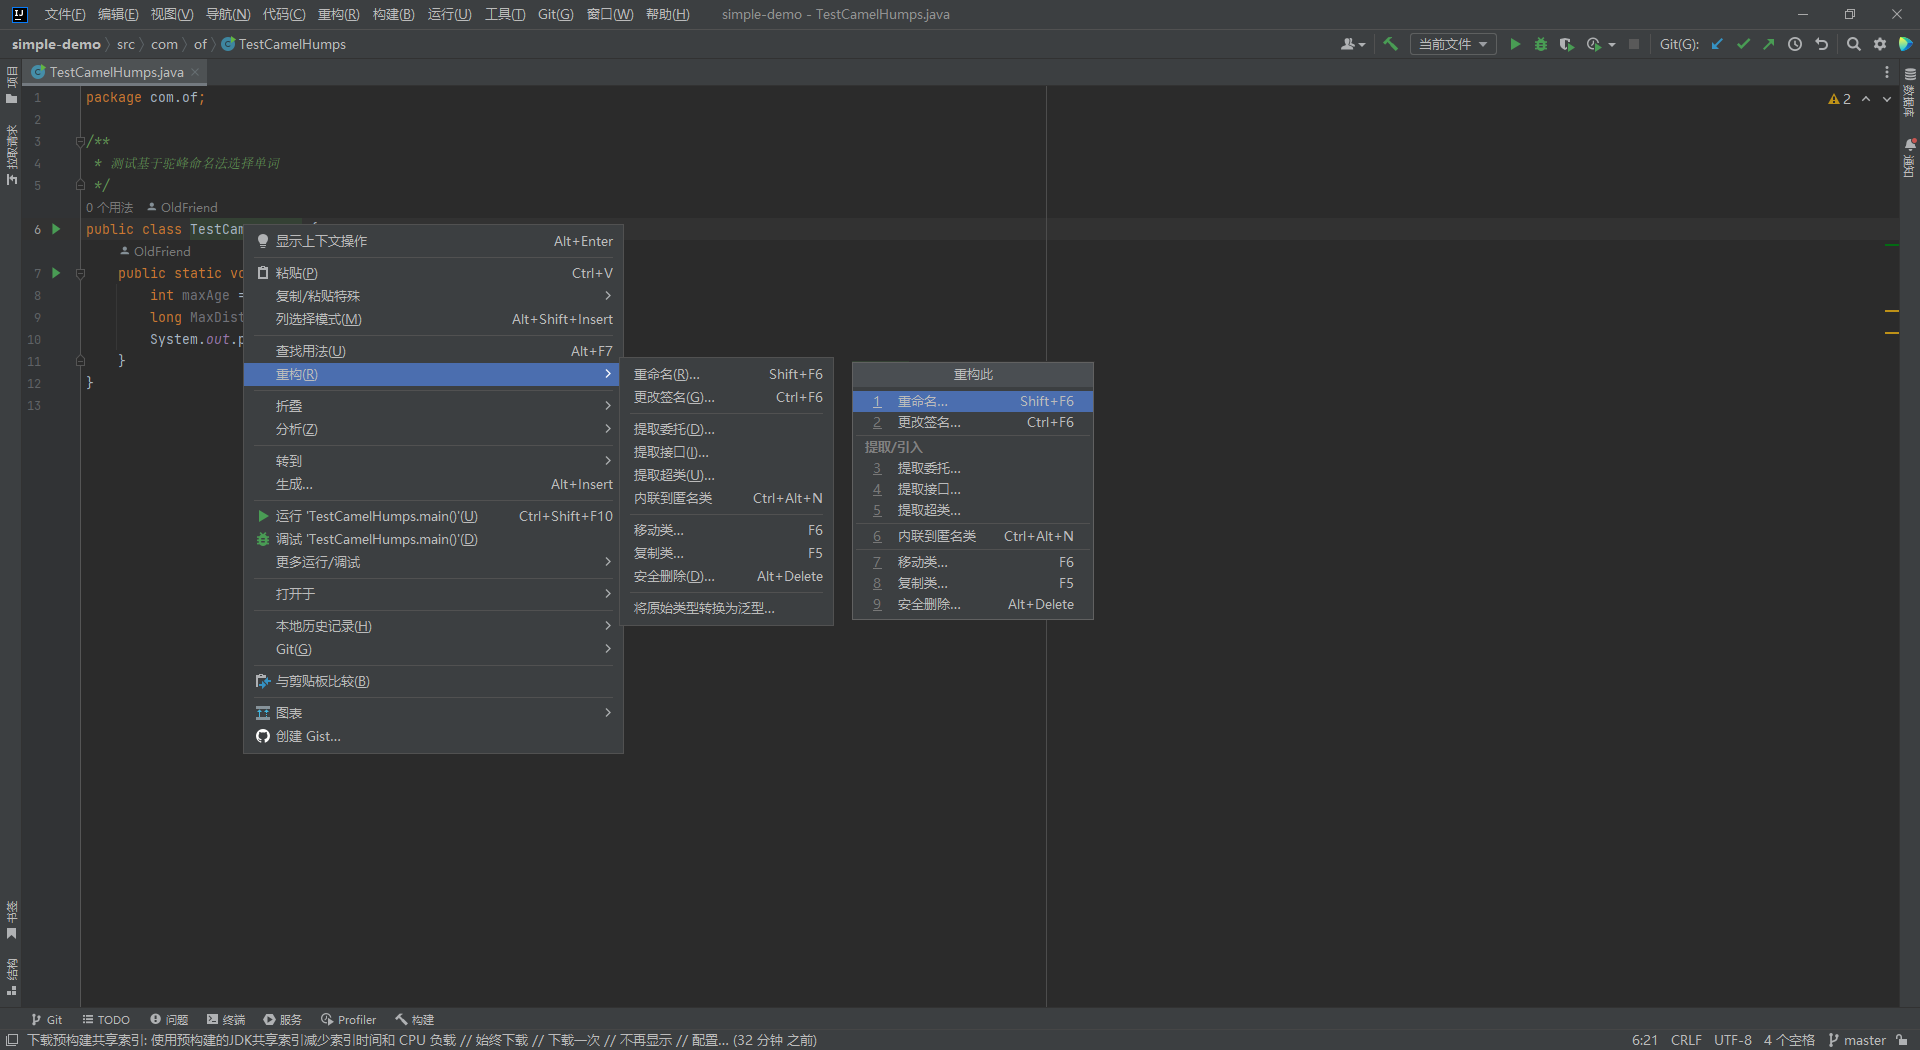 文件(F) 编辑(E) 视图(V) 导航(N) 代码(C) 重构(R) 构建(B) 运行(U) 工具(T) Git(G) 窗口(W) 帮助(H) simple-demo - TestCamelHumps.java
simple-demo src com of TestCamelHumps 当前文件 Git(G):
TestCamelHumps.java
项目
拉取请求
书签
结构
数据库
通知
2
1 package com.of;
2
3 /**
4 * 测试基于驼峰命名法选择单词
5 */
0 个用法 OldFriend
6 public class TestCam
OldFriend
7 public static vo
8 int maxAge =
9 long MaxDist
10 System.out.p
11 }
12 }
13
显示上下文操作 Alt+Enter
粘贴(P) Ctrl+V
复制/粘贴特殊
列选择模式(M) Alt+Shift+Insert
查找用法(U) Alt+F7
重构(R)
折叠
分析(Z)
转到
生成... Alt+Insert
运行 'TestCamelHumps.main()'(U) Ctrl+Shift+F10
调试 'TestCamelHumps.main()'(D)
更多运行/调试
打开于
本地历史记录(H)
Git(G)
与剪贴板比较(B)
图表
创建 Gist...
重命名(R)... Shift+F6
更改签名(G)... Ctrl+F6
提取委托(D)...
提取接口(I)...
提取超类(U)...
内联到匿名类 Ctrl+Alt+N
移动类... F6
复制类... F5
安全删除(D)... Alt+Delete
将原始类型转换为泛型...
重构此
1 重命名... Shift+F6
2 更改签名... Ctrl+F6
提取/引入
3 提取委托...
4 提取接口...
5 提取超类...
6 内联到匿名类 Ctrl+Alt+N
7 移动类... F6
8 复制类... F5
9 安全删除... Alt+Delete
Git TODO 问题 终端 服务 Profiler 构建
下载预构建共享索引: 使用预构建的JDK共享索引减少索引时间和 CPU 负载 // 始终下载 // 下载一次 // 不再显示 // 配置... (32 分钟 之前) 6:21 CRLF UTF-8 4 个空格 master